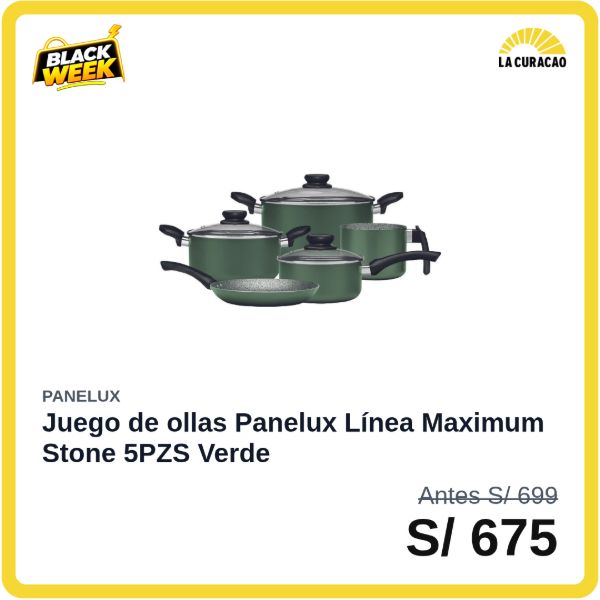 BLACK
WEEK
LA CURACAO
PANELUX
Juego de ollas Panelux Línea Maximum
Stone 5PZS Verde
Antes S/ 699
S/ 675